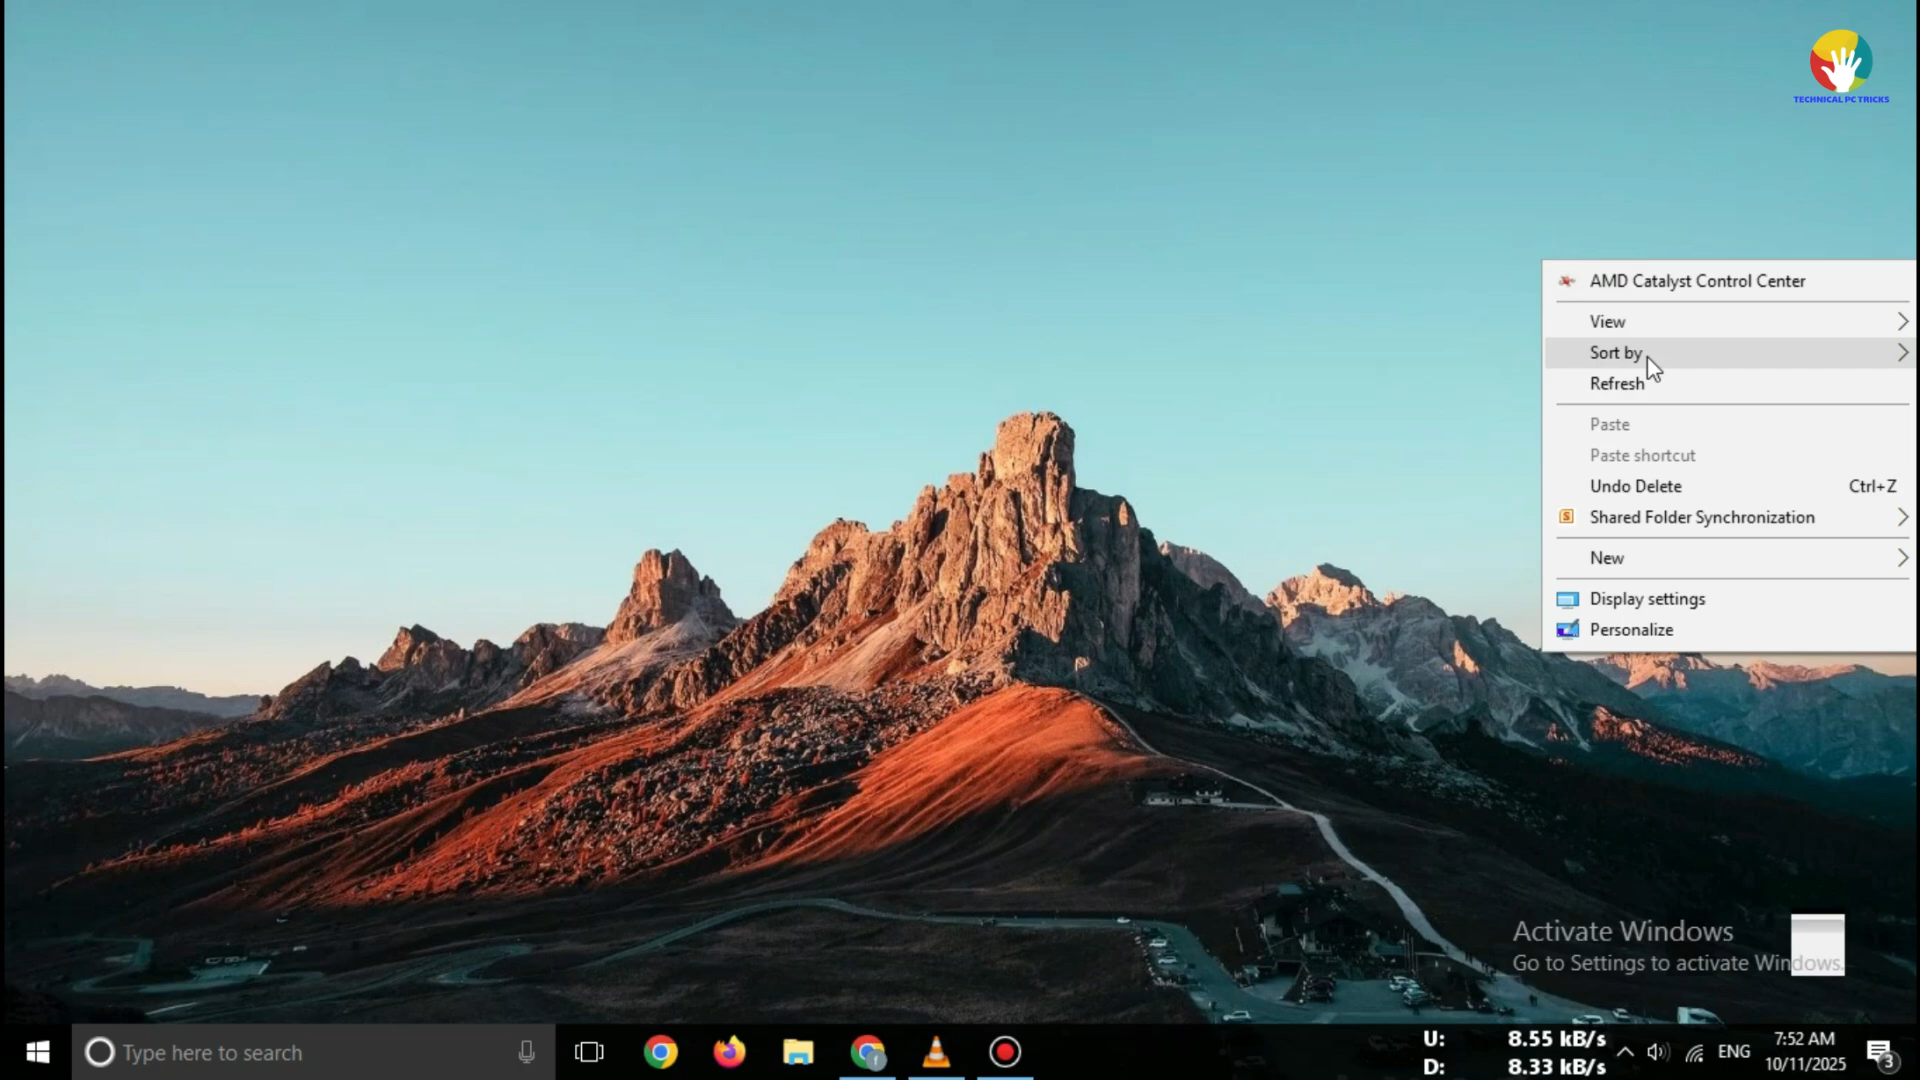 TECHNICAL PC TRICKS
AMD Catalyst Control Center
View
Sort by
Refresh
Paste
Paste shortcut
Undo Delete Ctrl+Z
S Shared Folder Synchronization
New
Display settings
Personalize
Activate Windows
Go to Settings to activate Windows.
Type here to search
f
U: 8.55 kB/s
D: 8.33 kB/s
ENG
7:52 AM
10/11/2025
3